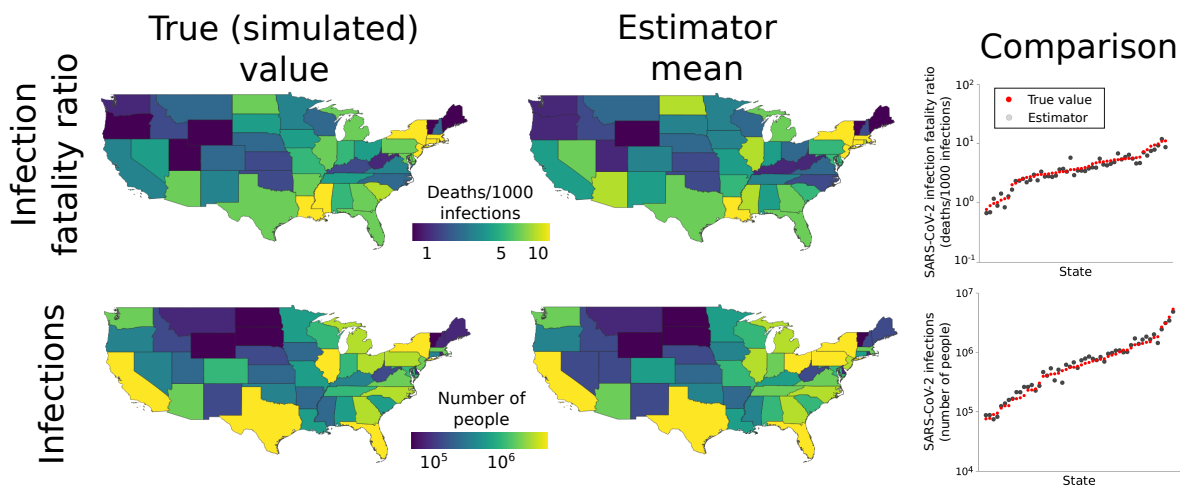 True (simulated)
value
Estimator
mean
Comparison
Infection
fatality ratio
Deaths/1000
infections
1
5
10
SARS-CoV-2 infection fatality ratio
(deaths/1000 infections)
10²
10¹
10⁰
10⁻¹
True value
Estimator
State
Infections
Number of
people
10⁵
10⁶
SARS-CoV-2 infections
(number of people)
10⁷
10⁶
10⁵
10⁴
State